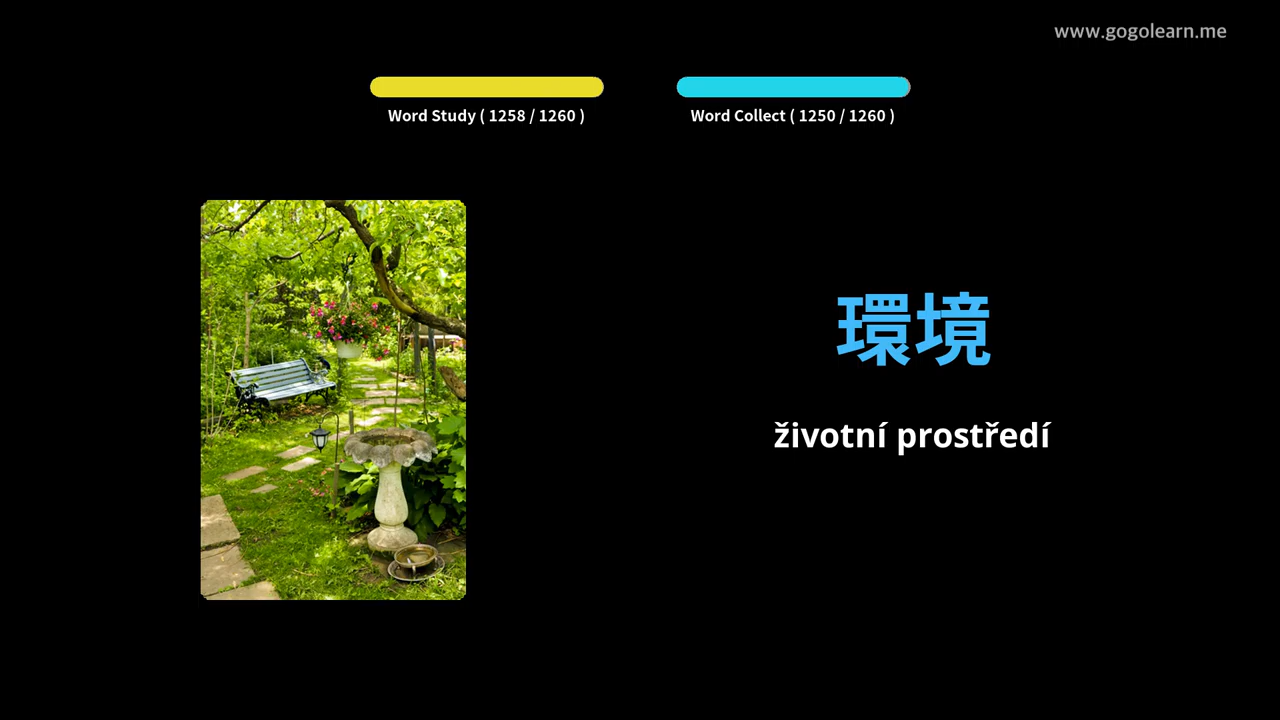 www.gogolearn.me
Word Study ( 1258 / 1260 )
Word Collect ( 1250 / 1260 )
環境
životní prostředí